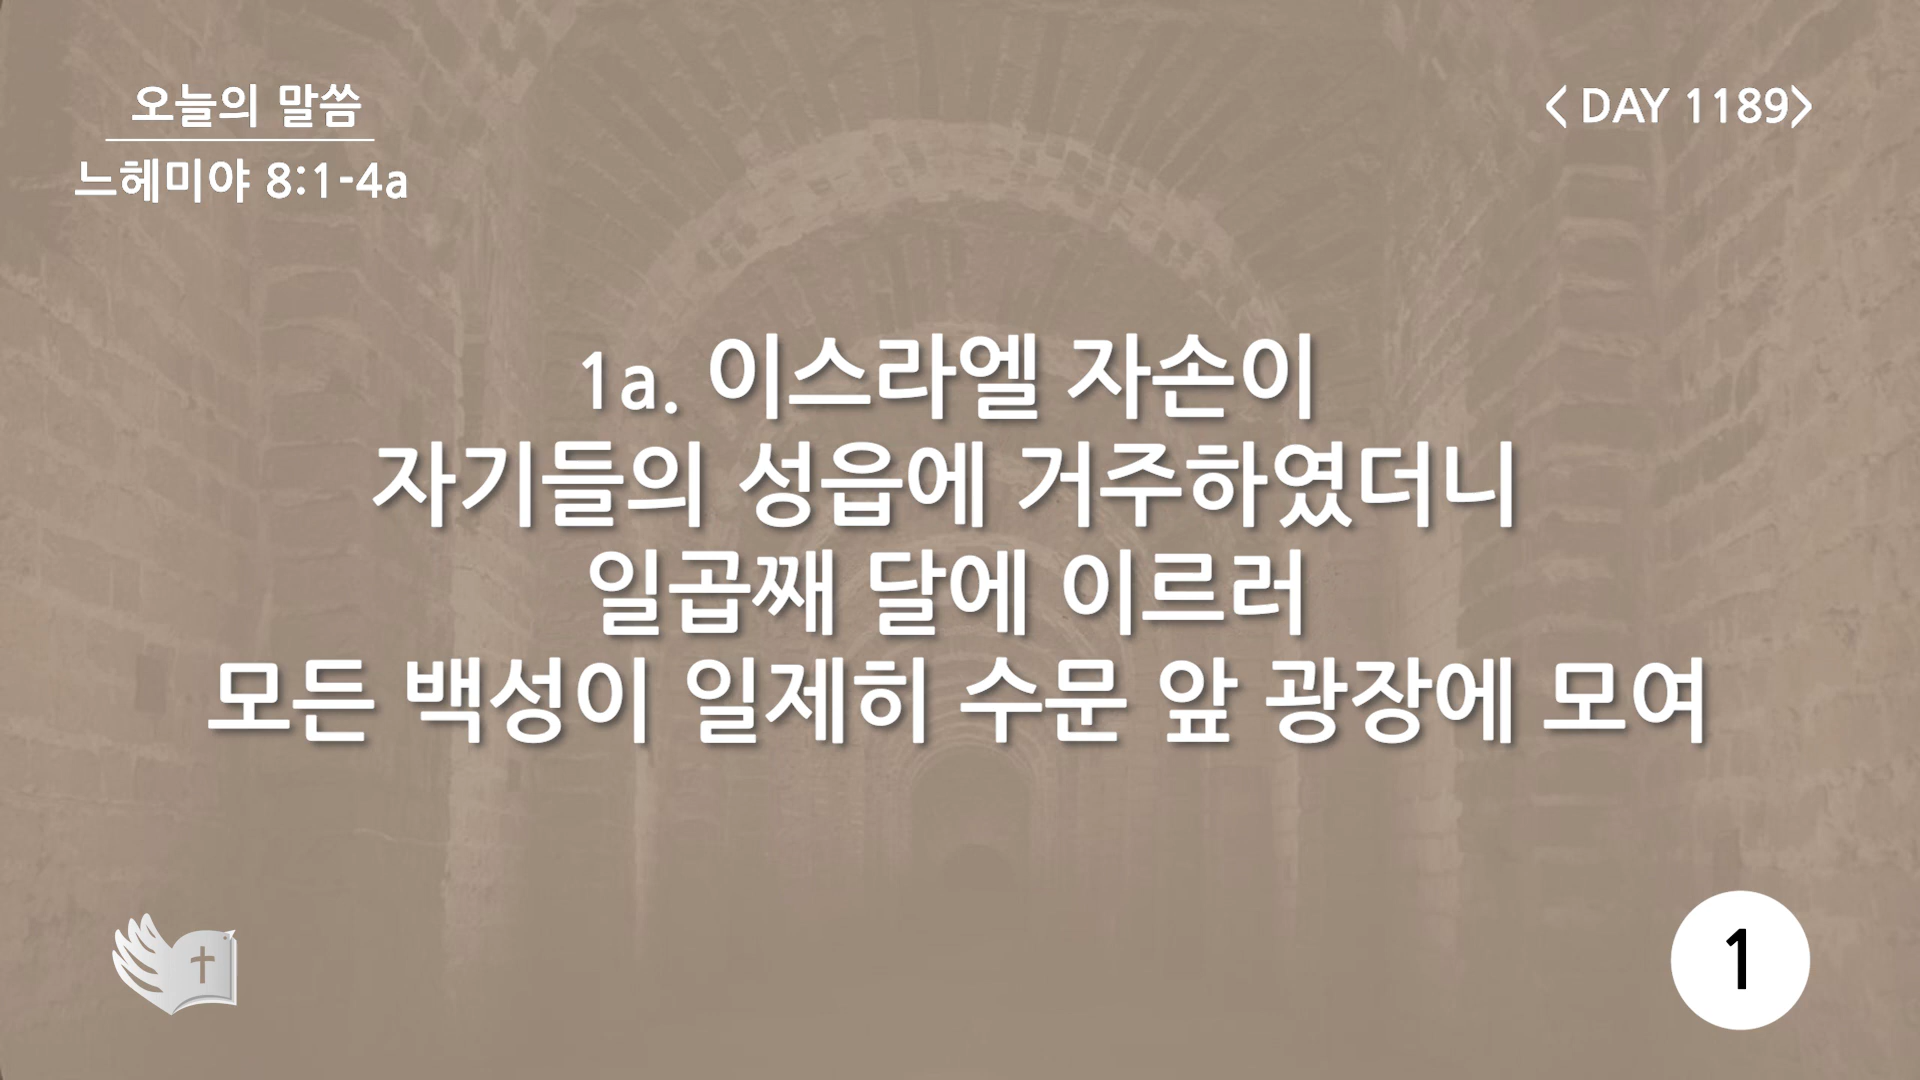 오늘의 말씀
느헤미야 8:1-4a
< DAY 1189>
1a. 이스라엘 자손이
자기들의 성읍에 거주하였더니
일곱째 달에 이르러
모든 백성이 일제히 수문 앞 광장에 모여
1